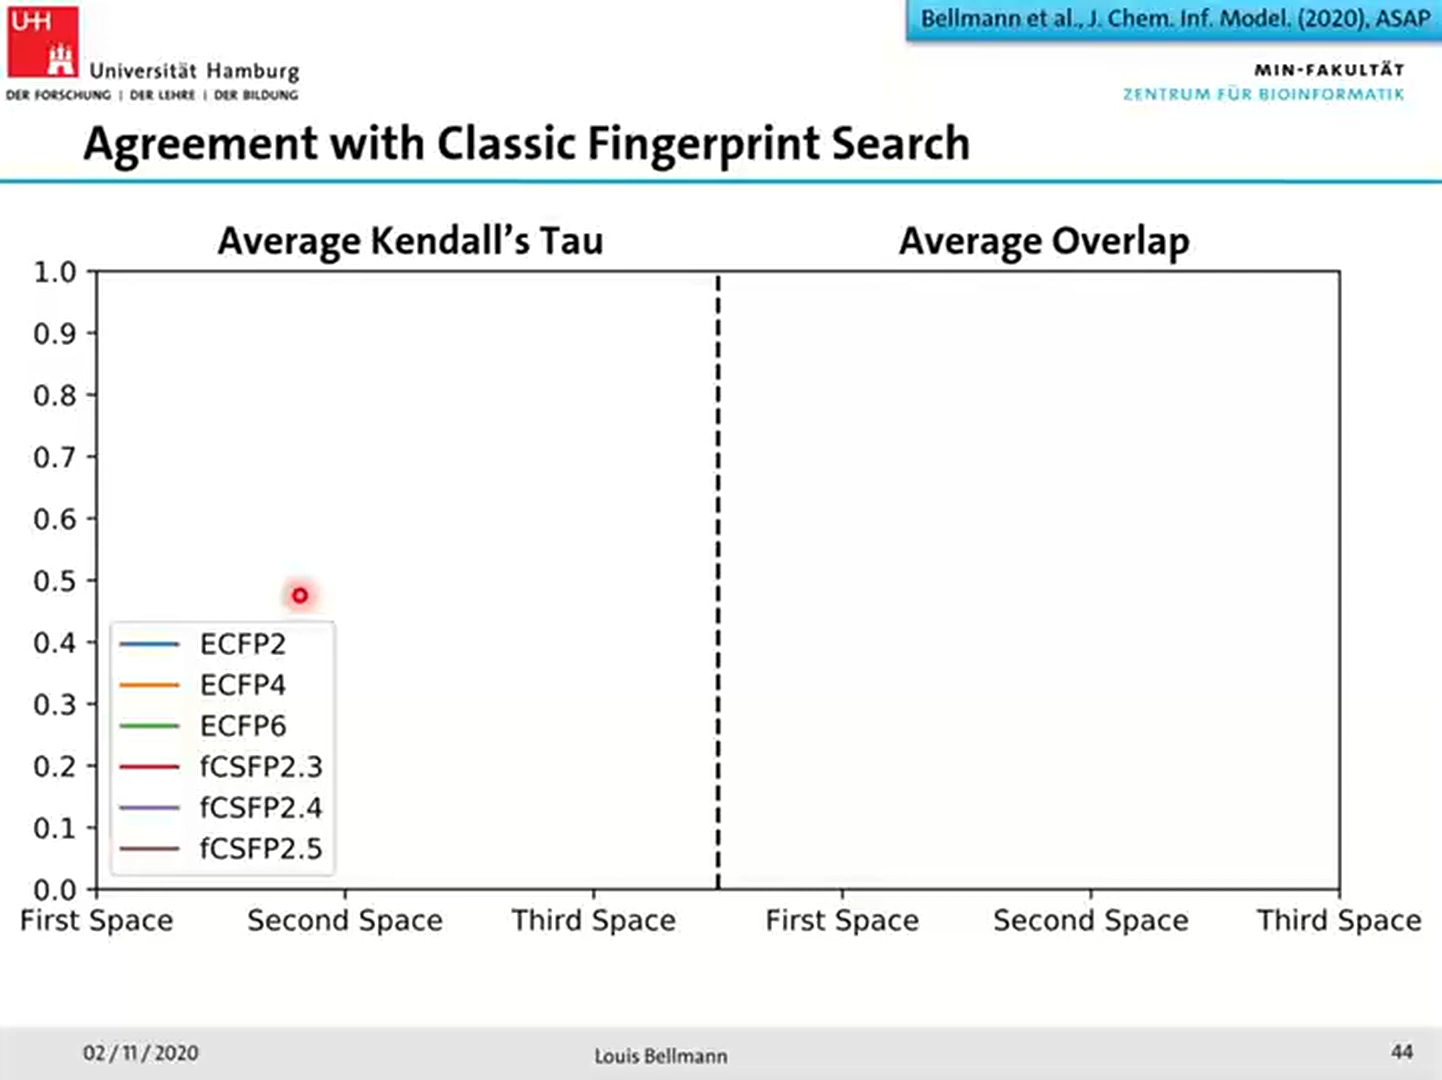 Bellmann et al., J. Chem. Inf. Model. (2020), ASAP
UHH
Universität Hamburg
DER FORSCHUNG | DER LEHRE | DER BILDUNG
MIN-FAKULTÄT
ZENTRUM FÜR BIOINFORMATIK
Agreement with Classic Fingerprint Search
Average Kendall's Tau
Average Overlap
1.0
0.9
0.8
0.7
0.6
0.5
0.4
0.3
0.2
0.1
0.0
ECFP2
ECFP4
ECFP6
fCSFP2.3
fCSFP2.4
fCSFP2.5
First Space
Second Space
Third Space
First Space
Second Space
Third Space
02 / 11 / 2020
Louis Bellmann
44